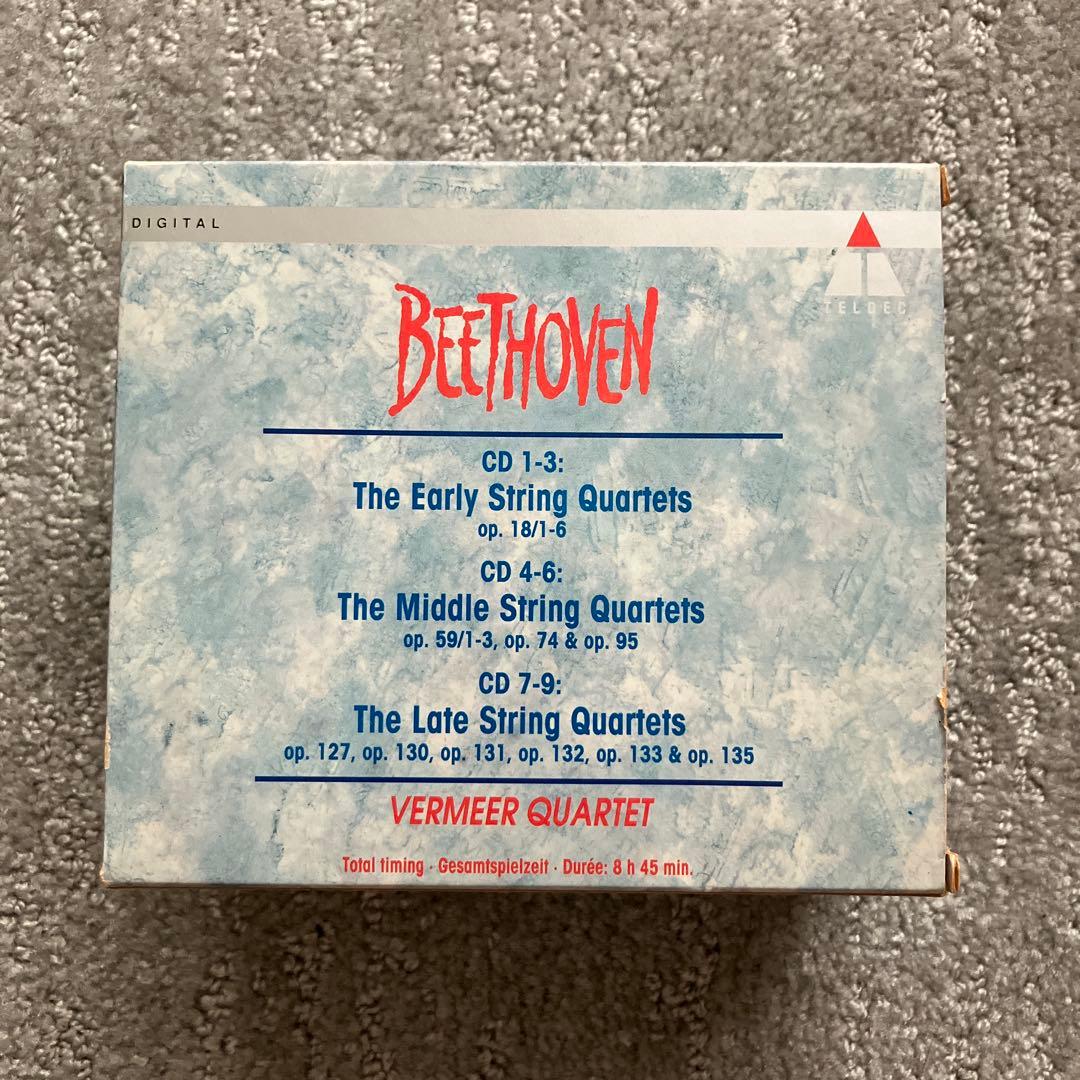 DIGITAL
TELDEC
BEETHOVEN
CD 1-3:
The Early String Quartets
op. 18/1-6
CD 4-6:
The Middle String Quartets
op. 59/1-3, op. 74 & op. 95
CD 7-9:
The Late String Quartets
op. 127, op. 130, op. 131, op. 132, op. 133 & op. 135
VERMEER QUARTET
Total timing · Gesamtspielzeit · Durée: 8 h 45 min.